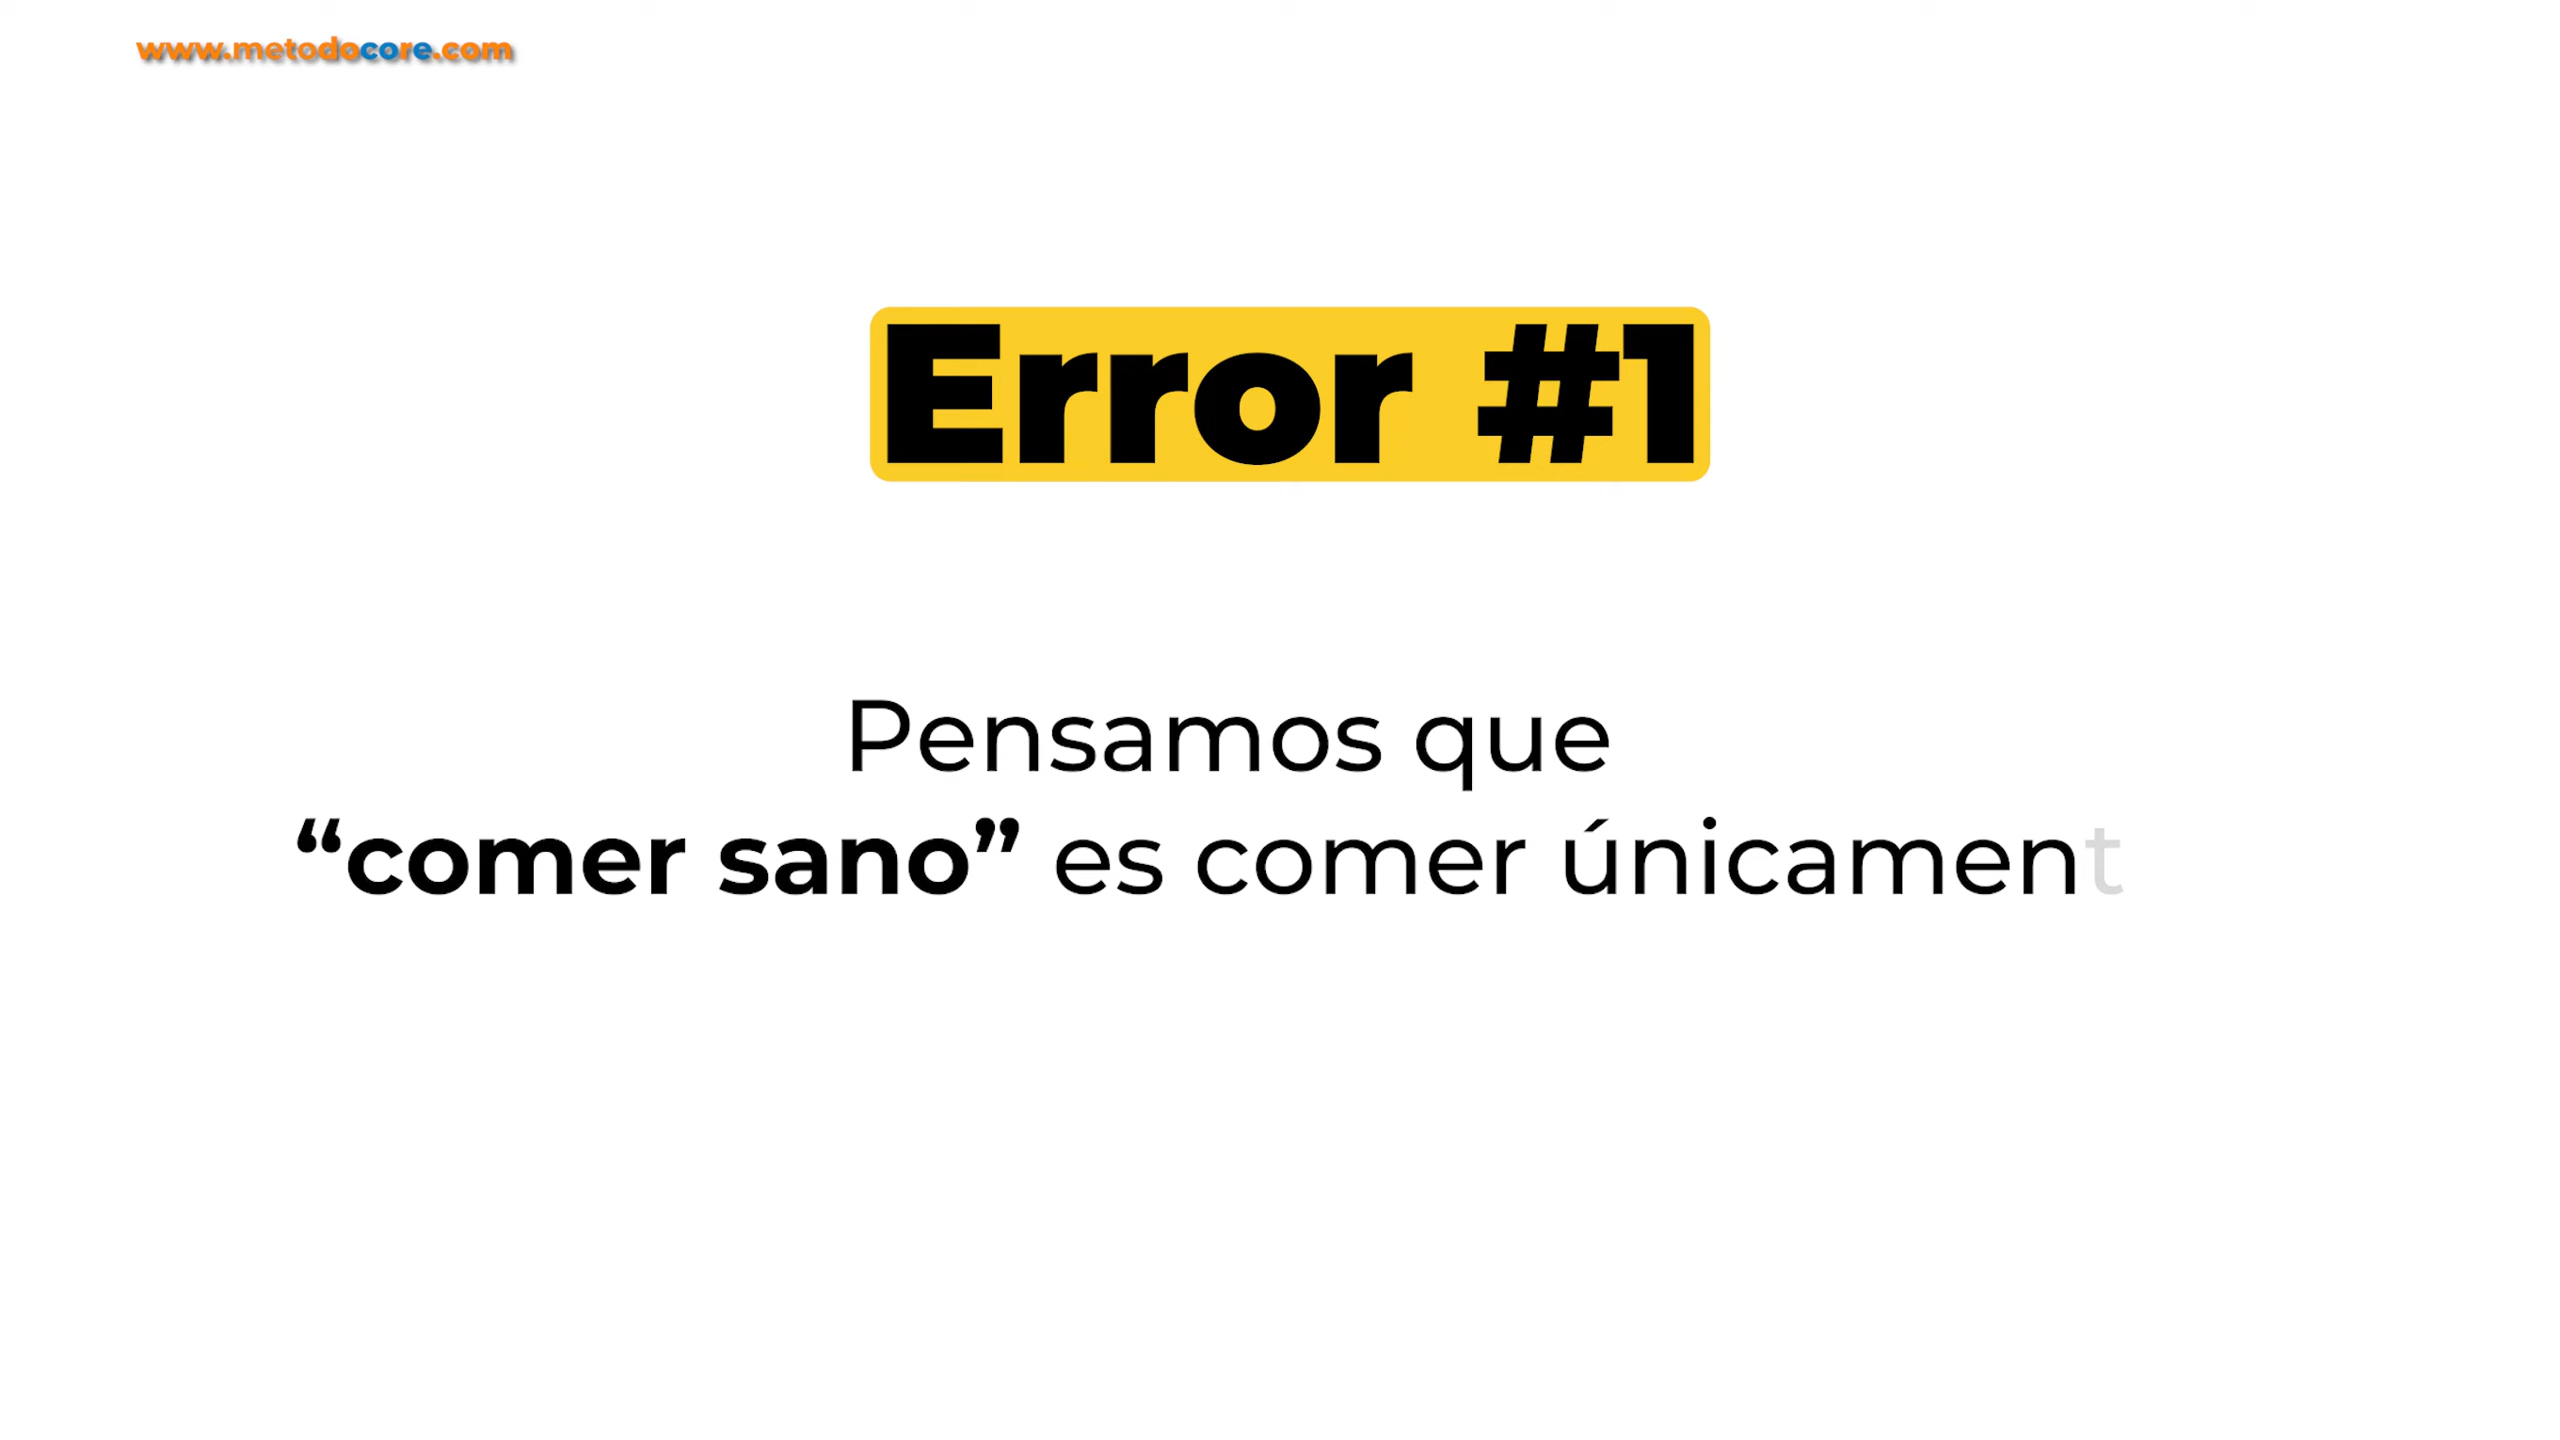 www.metodocore.com
Error #1
Pensamos que
“comer sano” es comer únicament